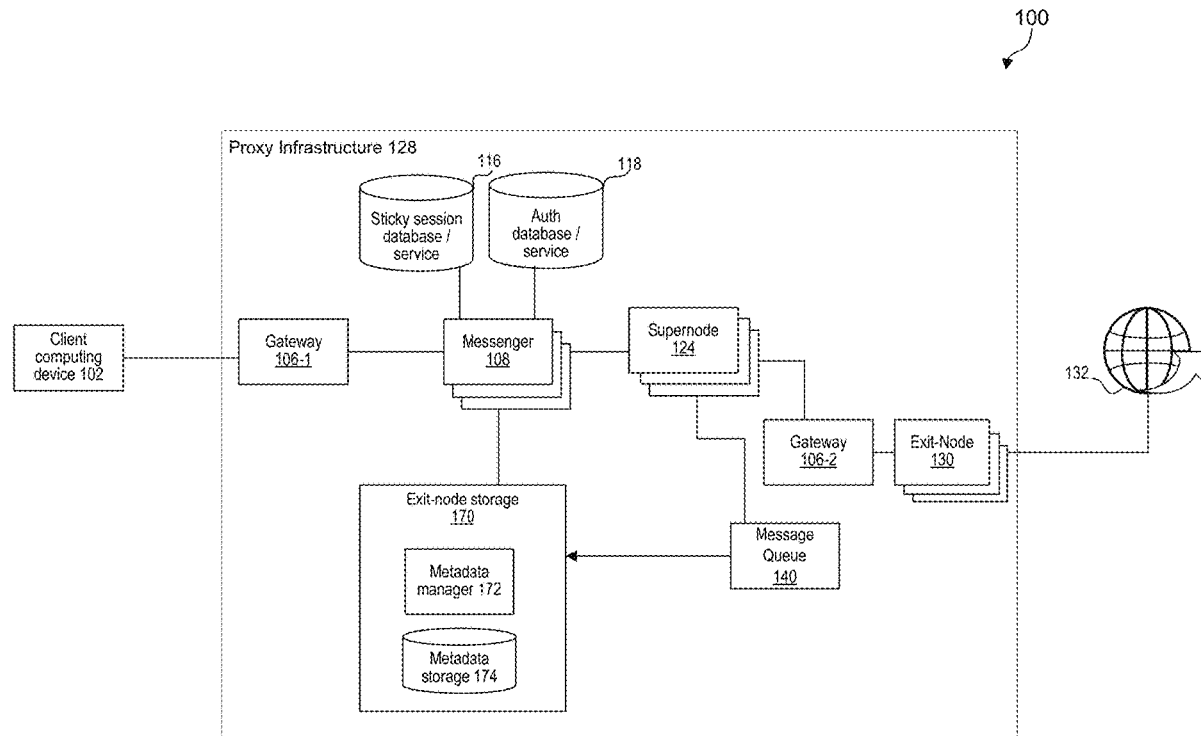 100
Proxy Infrastructure 128
116
118
Sticky session
database /
service
Auth
database /
service
Client
computing
device 102
Gateway
106-1
Messenger
108
Supernode
124
132
Gateway
106-2
Exit-Node
130
Exit-node storage
170
Message
Queue
140
Metadata
manager 172
Metadata
storage 174